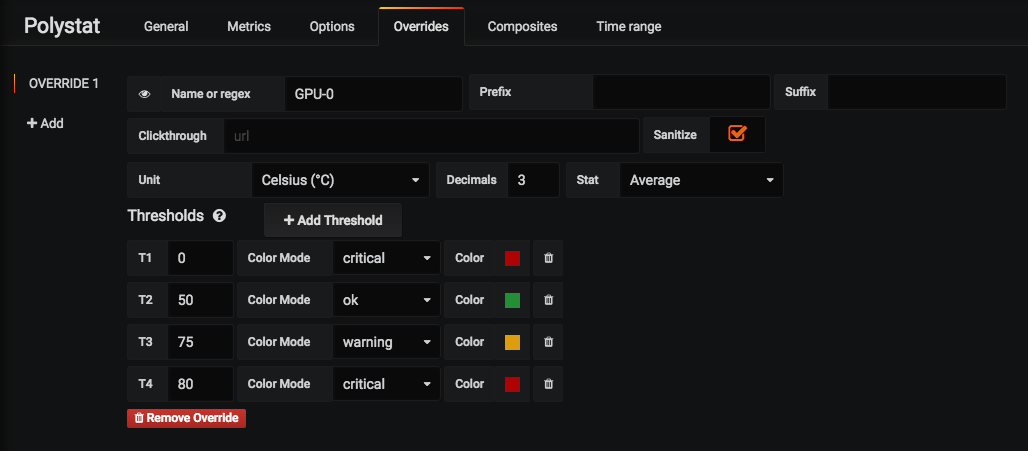 Polystat General Metrics Options Overrides Composites Time range
OVERRIDE 1
Add
Name or regex GPU-0 Prefix Suffix
Clickthrough url Sanitize
Unit Celsius (°C) Decimals 3 Stat Average
Thresholds Add Threshold
T1 0 Color Mode critical Color
T2 50 Color Mode ok Color
T3 75 Color Mode warning Color
T4 80 Color Mode critical Color
Remove Override